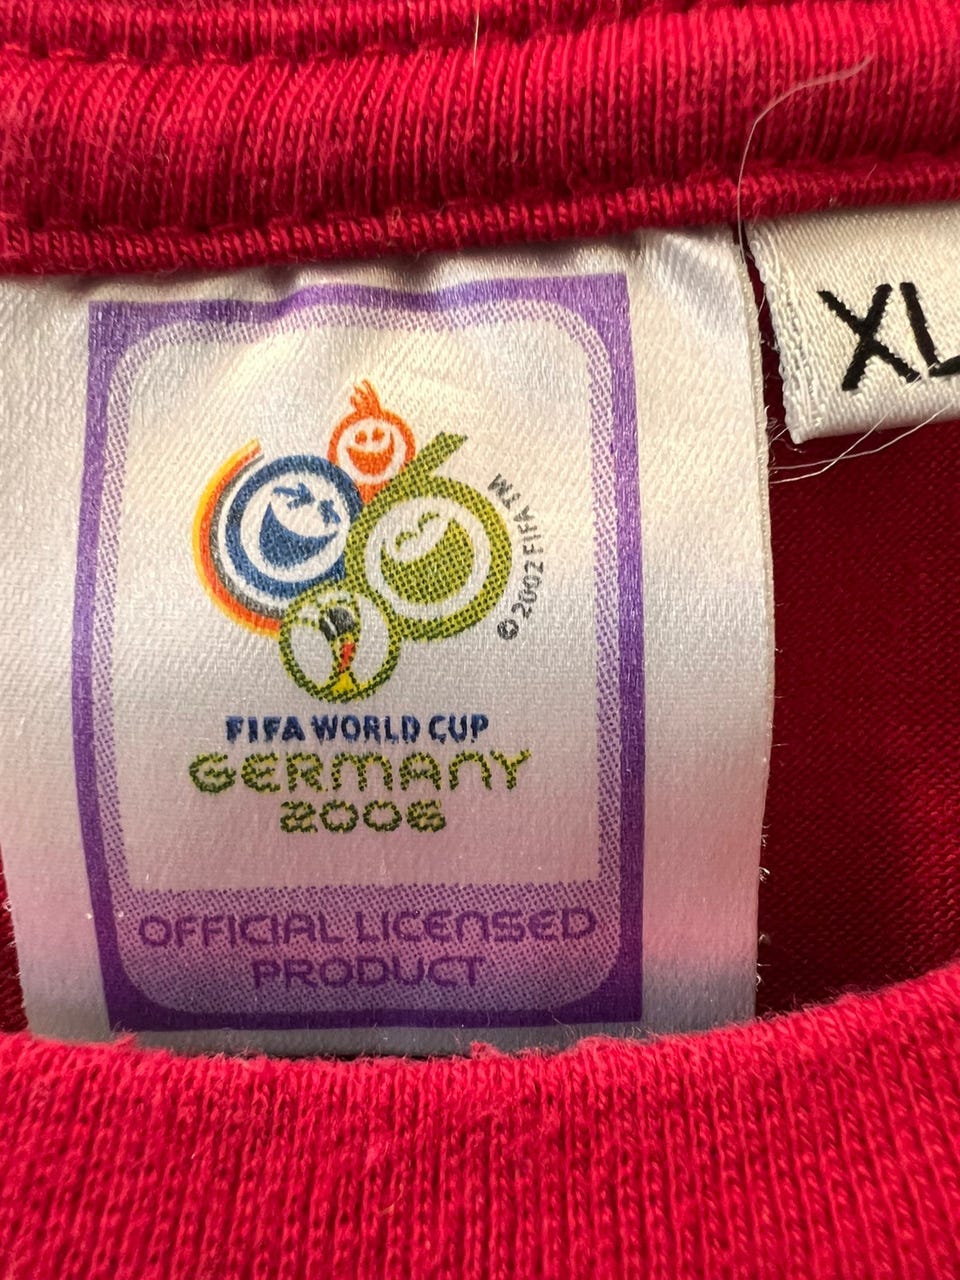 XL
© 2002 FIFA TM
FIFA WORLD CUP
GERMANY
2006
OFFICIAL LICENSED
PRODUCT